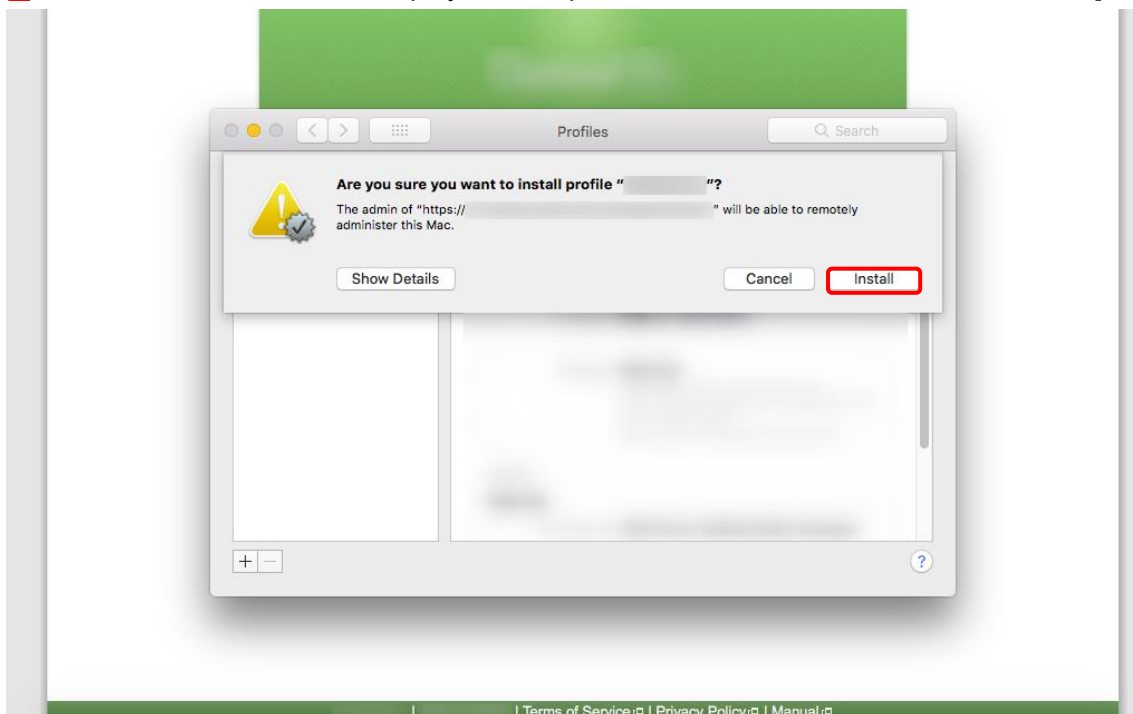 Profiles
Search
Are you sure you want to install profile “ ”?
The admin of “https:// ” will be able to remotely
administer this Mac.
Show Details
Cancel
Install
+ −
?
| | Terms of Service | Privacy Policy | Manual